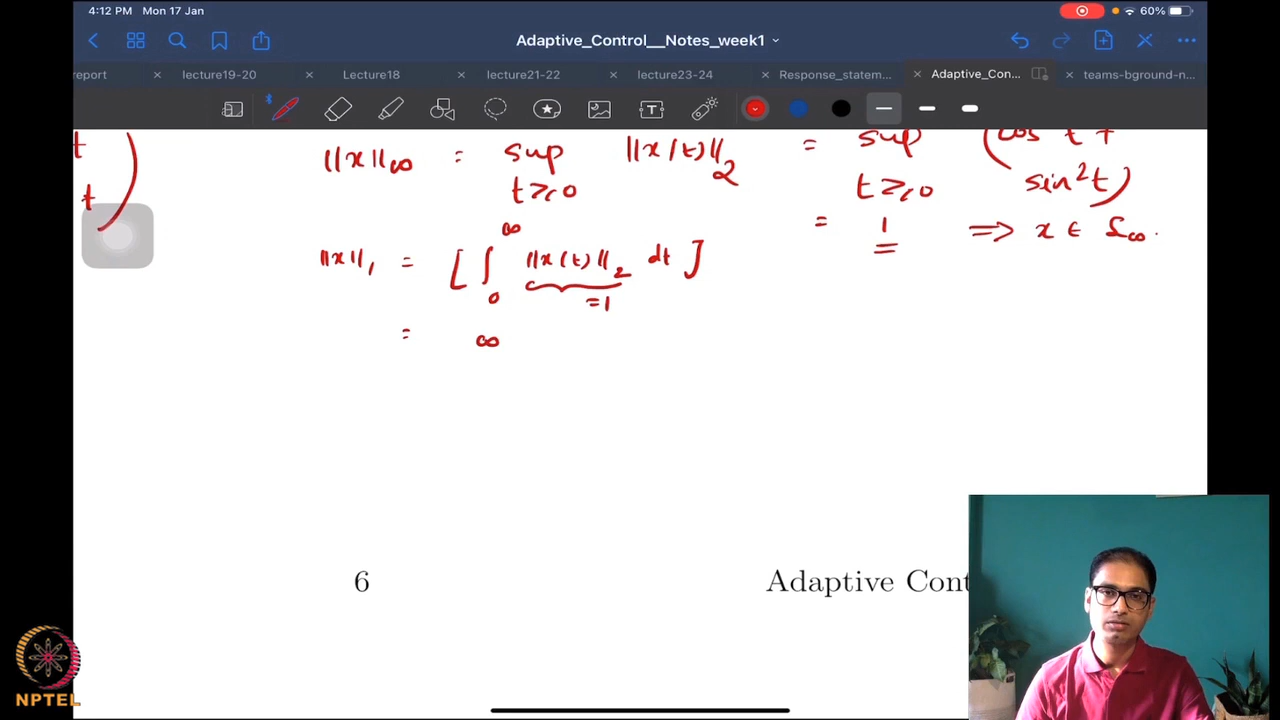 4:12 PM Mon 17 Jan
60%
Adaptive_Control__Notes_week1
report
lecture19-20
Lecture18
lecture21-22
lecture23-24
Response_statem...
Adaptive_Con...
teams-bground-n...
t
t
||x||∞ = sup ||x(t)||₂ = sup (cos² t +
t ≥ 0 t ≥ 0 sin²t)
= 1 ⇒ x ∈ L∞.
||x||₁ = [ ∫₀^∞ ||x(t)||₂ dt ]
=1
= ∞
6
Adaptive Cont
NPTEL